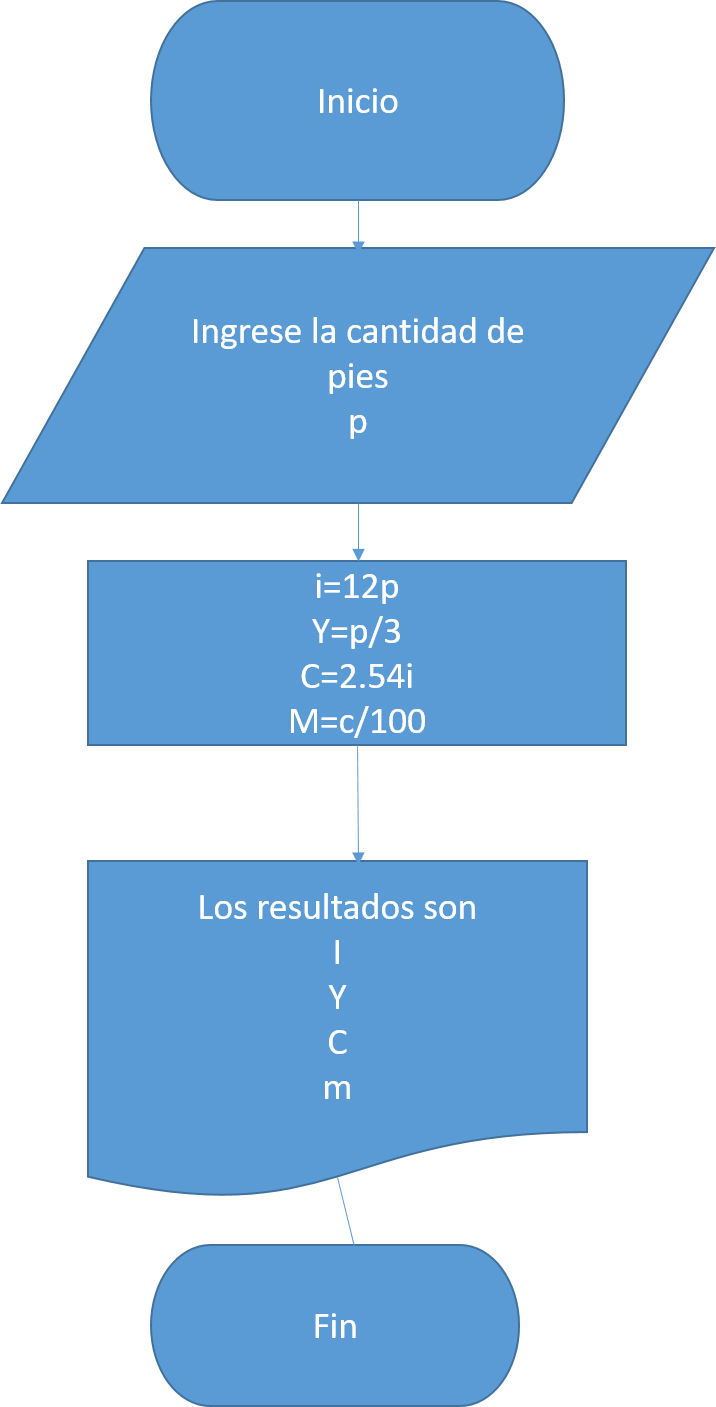 Inicio
Ingrese la cantidad de
pies
p
i=12p
Y=p/3
C=2.54i
M=c/100
Los resultados son
I
Y
C
m
Fin